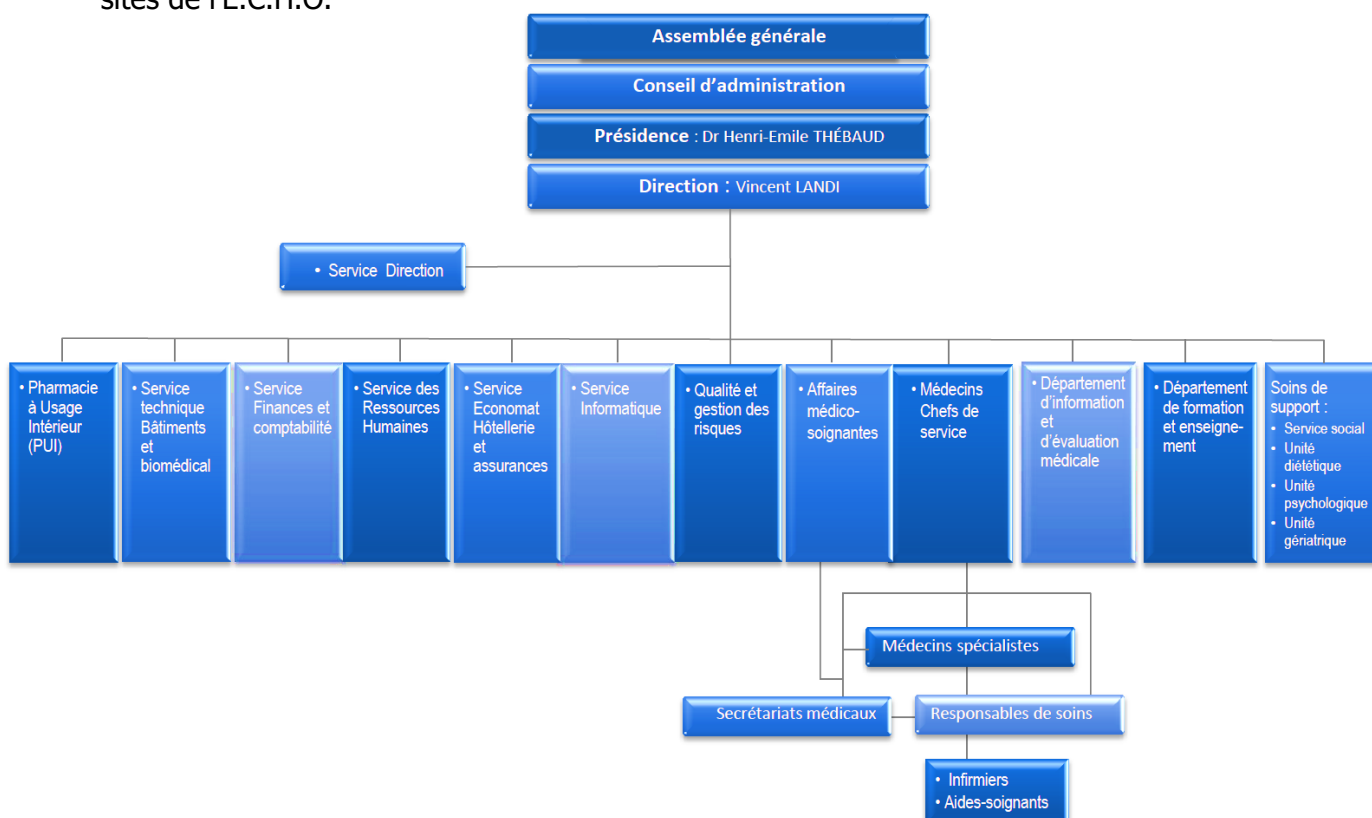 sites de l'E.C.H.O.
Assemblée générale
Conseil d'administration
Présidence : Dr Henri-Emile THÉBAUD
Direction : Vincent LANDI
• Service Direction
• Pharmacie
à Usage
Intérieur
(PUI)
• Service
technique
Bâtiments
et
biomédical
• Service
Finances et
comptabilité
• Service des
Ressources
Humaines
• Service
Economat
Hôtellerie
et
assurances
• Service
Informatique
• Qualité et
gestion des
risques
• Affaires
médico-
soignantes
• Médecins
Chefs de
service
• Département
d'information
et
d'évaluation
médicale
• Département
de formation
et enseigne-
ment
Soins de
support :
• Service social
• Unité
diététique
• Unité
psychologique
• Unité
gériatrique
Médecins spécialistes
Secrétariats médicaux
Responsables de soins
• Infirmiers
• Aides-soignants